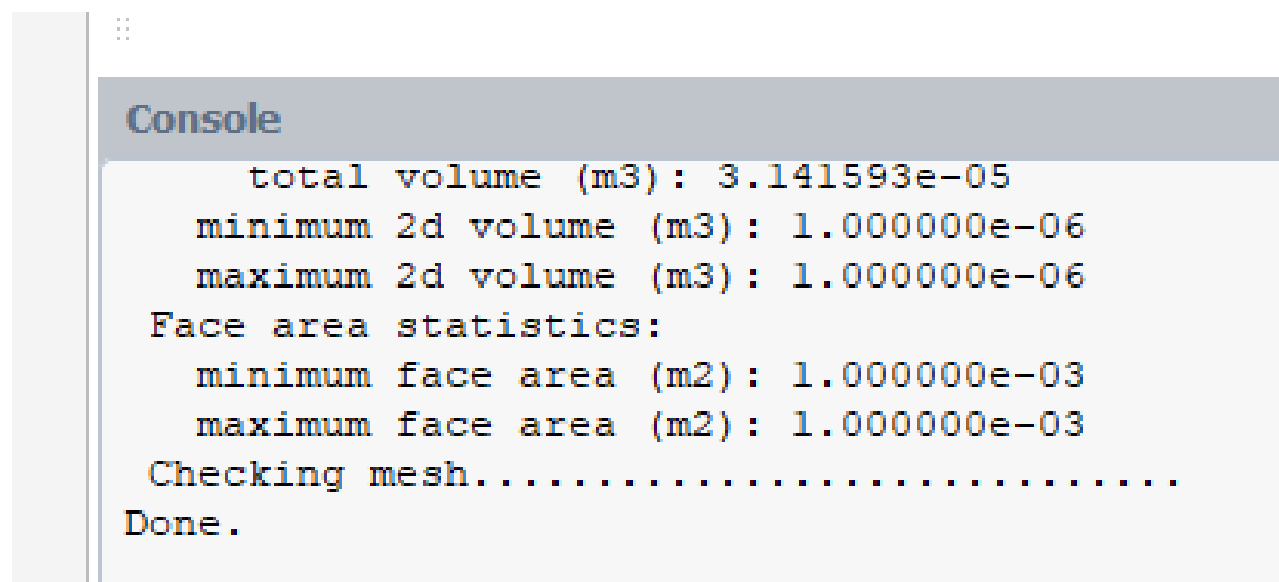 Console
total volume (m3): 3.141593e-05
minimum 2d volume (m3): 1.000000e-06
maximum 2d volume (m3): 1.000000e-06
Face area statistics:
minimum face area (m2): 1.000000e-03
maximum face area (m2): 1.000000e-03
Checking mesh.............................
Done.